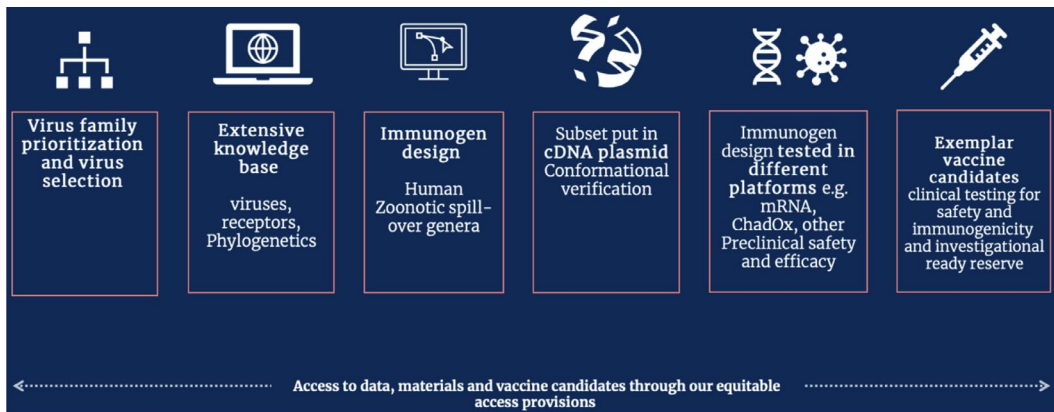 Virus family
prioritization
and virus
selection
Extensive
knowledge
base
viruses,
receptors,
Phylogenetics
Immunogen
design
Human
Zoonotic spill-
over genera
Subset put in
cDNA plasmid
Conformational
verification
Immunogen
design tested in
different
platforms e.g.
mRNA,
ChadOx, other
Preclinical safety
and efficacy
Exemplar
vaccine
candidates
clinical testing for
safety and
immunogenicity
and investigational
ready reserve
Access to data, materials and vaccine candidates through our equitable
access provisions